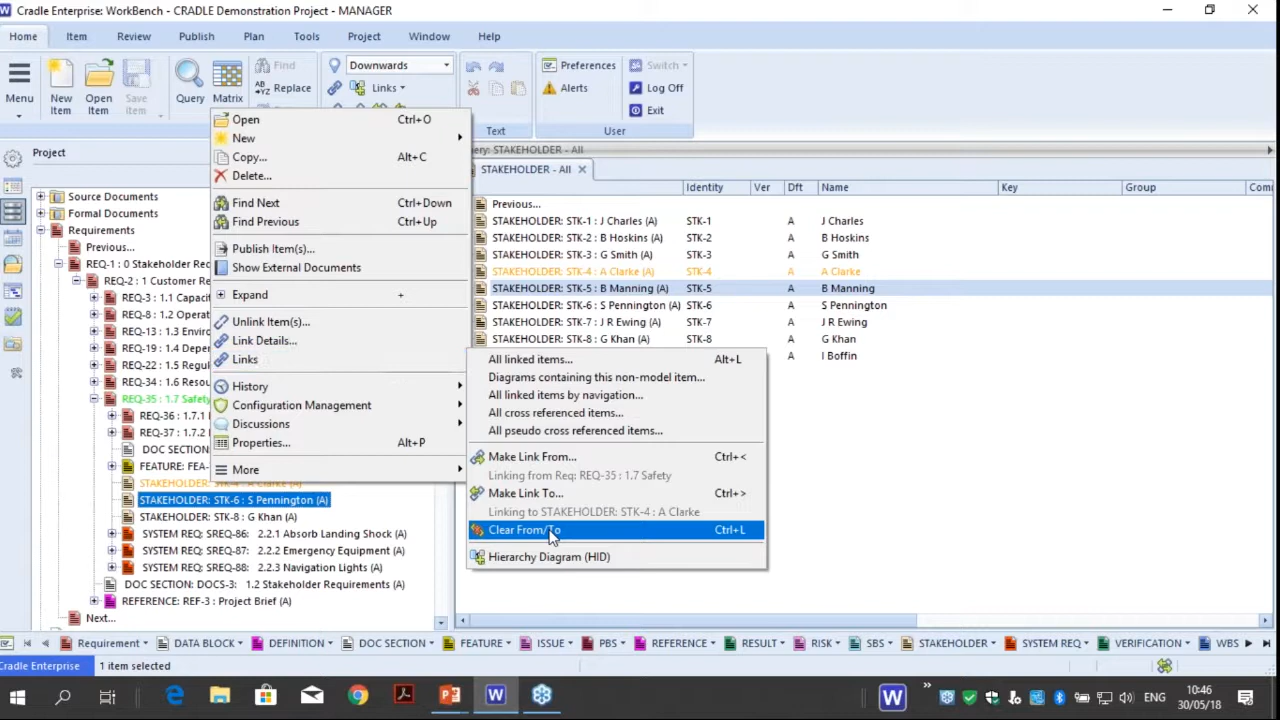 Cradle Enterprise: WorkBench - CRADLE Demonstration Project - MANAGER
Home Item Review Publish Plan Tools Project Window Help
Menu
New Item
Open Item
Save Item
Query
Matrix
Find
Replace
Downwards
Links
Text
Preferences
Alerts
Switch
Log Off
Exit
User
Project
Source Documents
Formal Documents
Requirements
Previous...
REQ-1 : 0 Stakeholder Rec
REQ-2 : 1 Customer R
REQ-3 : 1.1 Capaci
REQ-8 : 1.2 Operat
REQ-13 : 1.3 Enviro
REQ-19 : 1.4 Deper
REQ-22 : 1.5 Regul
REQ-34 : 1.6 Resou
REQ-35 : 1.7 Safety
REQ-36 : 1.7.1
REQ-37 : 1.7.2
DOC SECTION
FEATURE: FEA-
STAKEHOLDER: STK-4 : A Clarke (A)
STAKEHOLDER: STK-6 : S Pennington (A)
STAKEHOLDER: STK-8 : G Khan (A)
SYSTEM REQ: SREQ-86: 2.2.1 Absorb Landing Shock (A)
SYSTEM REQ: SREQ-87: 2.2.2 Emergency Equipment (A)
SYSTEM REQ: SREQ-88: 2.2.3 Navigation Lights (A)
DOC SECTION: DOCS-3: 1.2 Stakeholder Requirements (A)
REFERENCE: REF-3 : Project Brief (A)
Next...
Open Ctrl+O
New
Copy... Alt+C
Delete...
Find Next Ctrl+Down
Find Previous Ctrl+Up
Publish Item(s)...
Show External Documents
Expand +
Unlink Item(s)...
Link Details...
Links
History
Configuration Management
Discussions
Properties... Alt+P
More
All linked items... Alt+L
Diagrams containing this non-model item...
All linked items by navigation...
All cross referenced items...
All pseudo cross referenced items...
Make Link From... Ctrl+<
Linking from Req: REQ-35 : 1.7 Safety
Make Link To... Ctrl+>
Linking to STAKEHOLDER: STK-4 : A Clarke
Clear From/To Ctrl+L
Hierarchy Diagram (HID)
ery: STAKEHOLDER - All
STAKEHOLDER - All
Identity Ver Dft Name Key Group Com
Previous...
STAKEHOLDER: STK-1 : J Charles (A) STK-1 A J Charles
STAKEHOLDER: STK-2 : B Hoskins (A) STK-2 A B Hoskins
STAKEHOLDER: STK-3 : G Smith (A) STK-3 A G Smith
STAKEHOLDER: STK-4 : A Clarke (A) STK-4 A A Clarke
STAKEHOLDER: STK-5 : B Manning (A) STK-5 A B Manning
STAKEHOLDER: STK-6 : S Pennington (A) STK-6 A S Pennington
STAKEHOLDER: STK-7 : J R Ewing (A) STK-7 A J R Ewing
STAKEHOLDER: STK-8 : G Khan (A) STK-8 A G Khan
A I Boffin
Requirement DATA BLOCK DEFINITION DOC SECTION FEATURE ISSUE PBS REFERENCE RESULT RISK SBS STAKEHOLDER SYSTEM REQ VERIFICATION WBS
Cradle Enterprise 1 item selected
ENG
10:46
30/05/18